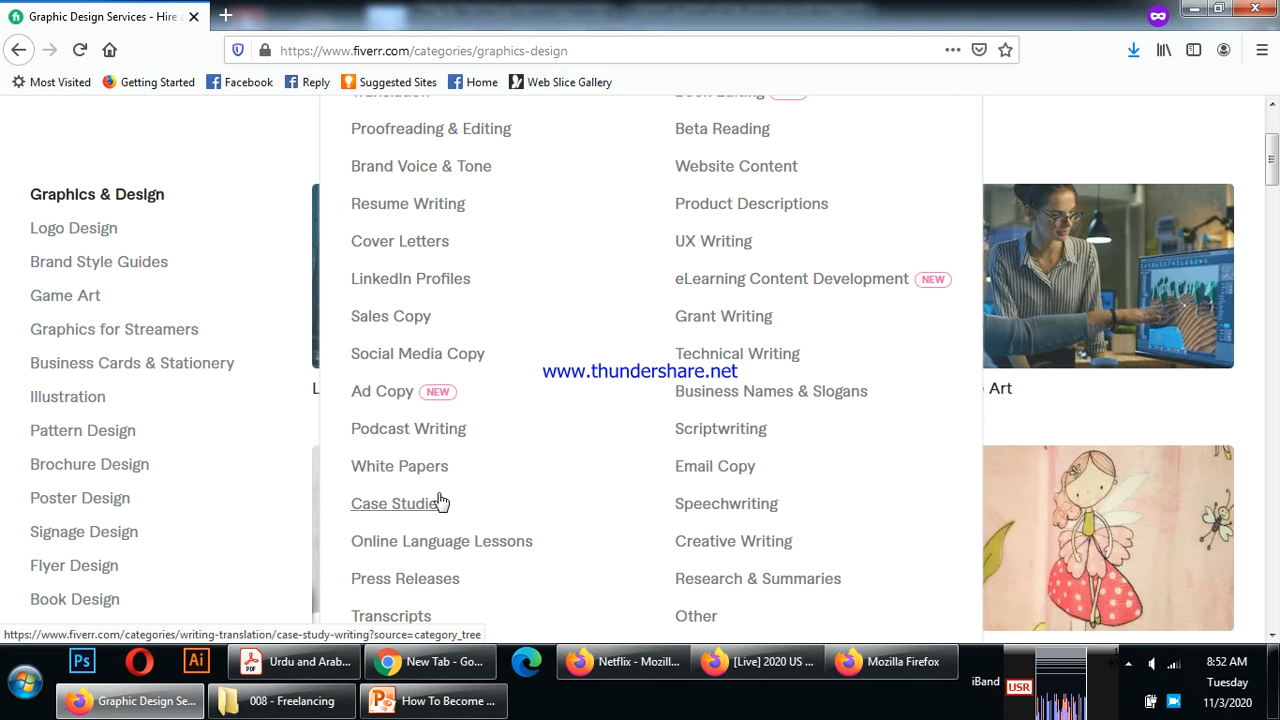 Graphic Design Services - Hire
https://www.fiverr.com/categories/graphics-design
Most Visited
Getting Started
Facebook
Reply
Suggested Sites
Home
Web Slice Gallery
Translation
Book Editing
Proofreading & Editing
Beta Reading
Brand Voice & Tone
Website Content
Resume Writing
Product Descriptions
Cover Letters
UX Writing
LinkedIn Profiles
eLearning Content Development NEW
Sales Copy
Grant Writing
Social Media Copy
Technical Writing
www.thundershare.net
Ad Copy NEW
Business Names & Slogans
Podcast Writing
Scriptwriting
White Papers
Email Copy
Case Studie
Speechwriting
Online Language Lessons
Creative Writing
Press Releases
Research & Summaries
Transcripts
Other
Graphics & Design
Logo Design
Brand Style Guides
Game Art
Graphics for Streamers
Business Cards & Stationery
Illustration
Pattern Design
Brochure Design
Poster Design
Signage Design
Flyer Design
Book Design
L
Art
https://www.fiverr.com/categories/writing-translation/case-study-writing?source=category_tree
Ps
Ai
PDF
Urdu and Arab...
New Tab - Go...
Netflix - Mozill...
[Live] 2020 US ...
Mozilla Firefox
iBand
USR
8:52 AM
Tuesday
11/3/2020
Graphic Design Se...
008 - Freelancing
How To Become ...